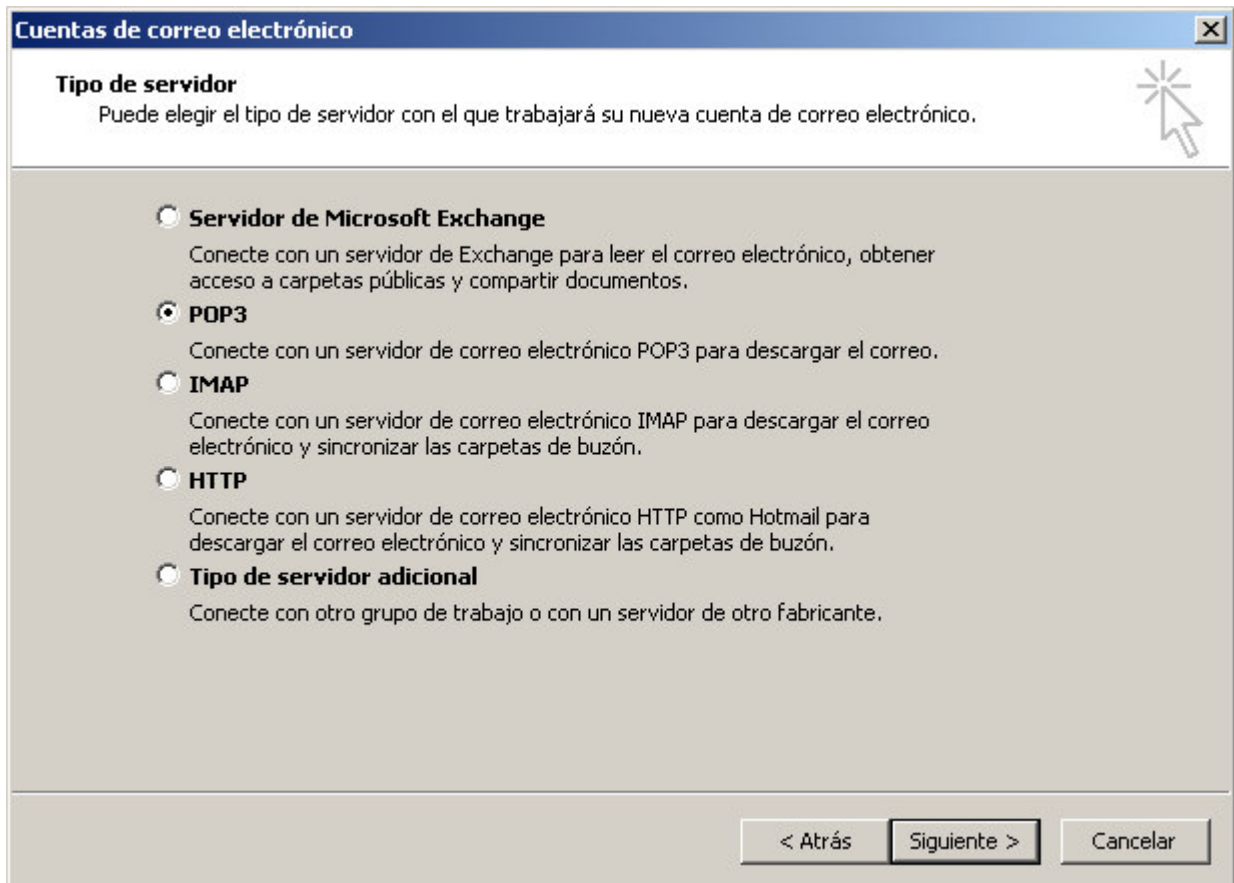 Cuentas de correo electrónico
Tipo de servidor
Puede elegir el tipo de servidor con el que trabajará su nueva cuenta de correo electrónico.
Servidor de Microsoft Exchange
Conecte con un servidor de Exchange para leer el correo electrónico, obtener
acceso a carpetas públicas y compartir documentos.
POP3
Conecte con un servidor de correo electrónico POP3 para descargar el correo.
IMAP
Conecte con un servidor de correo electrónico IMAP para descargar el correo
electrónico y sincronizar las carpetas de buzón.
HTTP
Conecte con un servidor de correo electrónico HTTP como Hotmail para
descargar el correo electrónico y sincronizar las carpetas de buzón.
Tipo de servidor adicional
Conecte con otro grupo de trabajo o con un servidor de otro fabricante.
< Atrás Siguiente > Cancelar